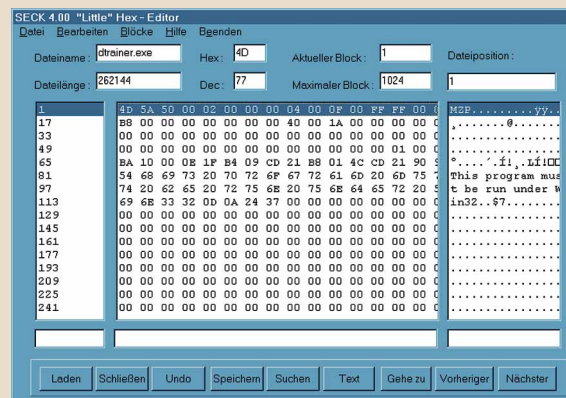 SECK 4.00 "Little" Hex - Editor
Datei Bearbeiten Blöcke Hilfe Beenden
Dateiname : dtrainer.exe Hex : 4D Aktueller Block : 1 Dateiposition :
Dateilänge : 262144 Dec : 77 Maximaler Block : 1024 1
1 4D 5A 50 00 02 00 00 00 04 00 0F 00 FF FF 00 MZP.........ÿÿ..
17 B8 00 00 00 00 00 00 00 40 00 1A 00 00 00 00 ¸.......@.......
33 00 00 00 00 00 00 00 00 00 00 00 00 00 00 00 ................
49 00 00 00 00 00 00 00 00 00 00 00 00 01 00 ................
65 BA 10 00 0E 1F B4 09 CD 21 B8 01 4C CD 21 90 º....´.Í!¸.LÍ!□□
81 54 68 69 73 20 70 72 6F 67 72 61 6D 20 6D 75 This program mus
97 74 20 62 65 20 72 75 6E 20 75 6E 64 65 72 20 t be run under W
113 69 6E 33 32 0D 0A 24 37 00 00 00 00 00 00 00 in32..$7........
129 00 00 00 00 00 00 00 00 00 00 00 00 00 00 00 ................
145 00 00 00 00 00 00 00 00 00 00 00 00 00 00 00 ................
161 00 00 00 00 00 00 00 00 00 00 00 00 00 00 00 ................
177 00 00 00 00 00 00 00 00 00 00 00 00 00 00 00 ................
193 00 00 00 00 00 00 00 00 00 00 00 00 00 00 00 ................
209 00 00 00 00 00 00 00 00 00 00 00 00 00 00 00 ................
225 00 00 00 00 00 00 00 00 00 00 00 00 00 00 00 ................
241 00 00 00 00 00 00 00 00 00 00 00 00 00 00 00 ................
Laden Schließen Undo Speichern Suchen Text Gehe zu Vorheriger Nächster